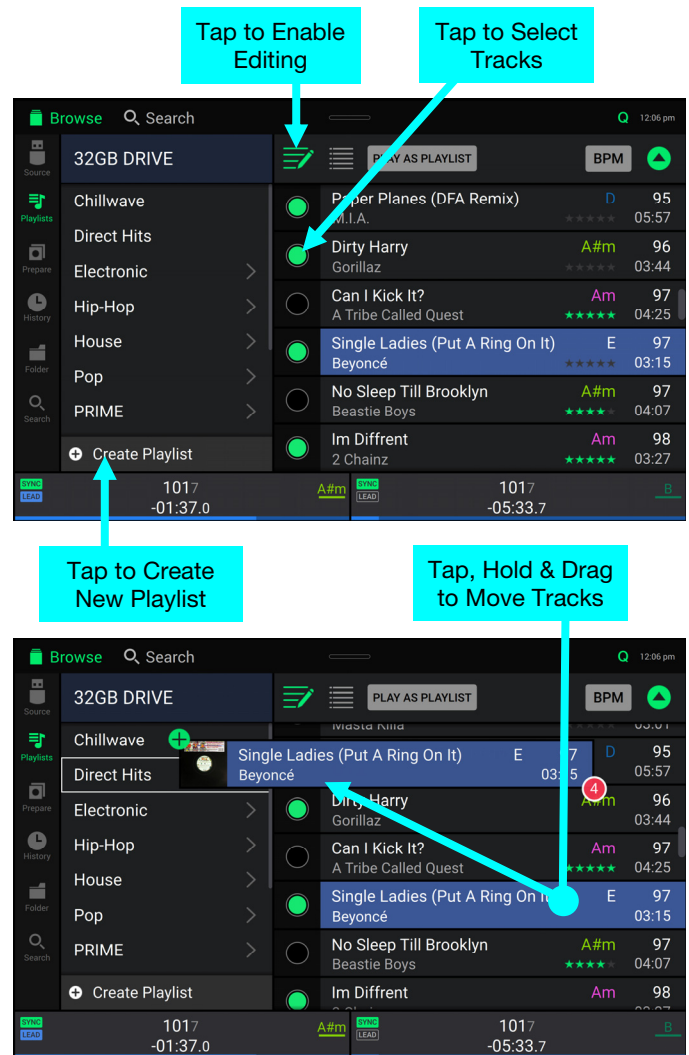 Tap to Enable
Editing
Tap to Select
Tracks
Browse Search Q 12:06 pm
Source
32GB DRIVE
PLAY AS PLAYLIST
BPM
Playlists
Prepare
History
Folder
Search
Chillwave
Direct Hits
Electronic
Hip-Hop
House
Pop
PRIME
Create Playlist
Paper Planes (DFA Remix) D 95
M.I.A. 05:57
Dirty Harry A#m 96
Gorillaz 03:44
Can I Kick It? Am 97
A Tribe Called Quest 04:25
Single Ladies (Put A Ring On It) E 97
Beyoncé 03:15
No Sleep Till Brooklyn A#m 97
Beastie Boys 04:07
Im Diffrent Am 98
2 Chainz 03:27
SYNC 1017 A#m SYNC 1017 B
LEAD -01:37.0 LEAD -05:33.7
Tap to Create
New Playlist
Tap, Hold & Drag
to Move Tracks
Browse Search Q 12:06 pm
Source
32GB DRIVE
PLAY AS PLAYLIST
BPM
Playlists
Prepare
History
Folder
Search
Chillwave
Direct Hits
Electronic
Hip-Hop
House
Pop
PRIME
Create Playlist
Masta Killa
Single Ladies (Put A Ring On It) E
Beyoncé
4
D 95
05:57
Dirty Harry A#m 96
Gorillaz 03:44
Can I Kick It? Am 97
A Tribe Called Quest 04:25
Single Ladies (Put A Ring On It) E 97
Beyoncé 03:15
No Sleep Till Brooklyn A#m 97
Beastie Boys 04:07
Im Diffrent Am 98
SYNC 1017 A#m SYNC 1017 B
LEAD -01:37.0 LEAD -05:33.7